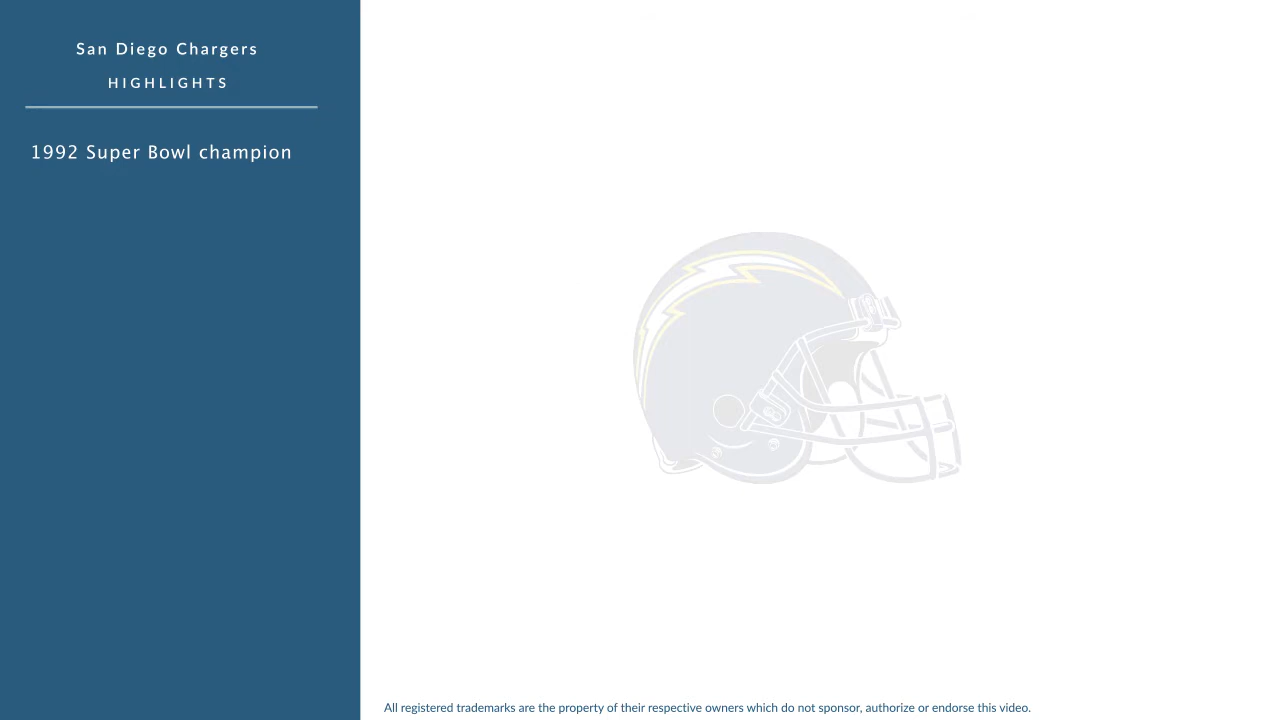 San Diego Chargers
HIGHLIGHTS
1992 Super Bowl champion
All registered trademarks are the property of their respective owners which do not sponsor, authorize or endorse this video.